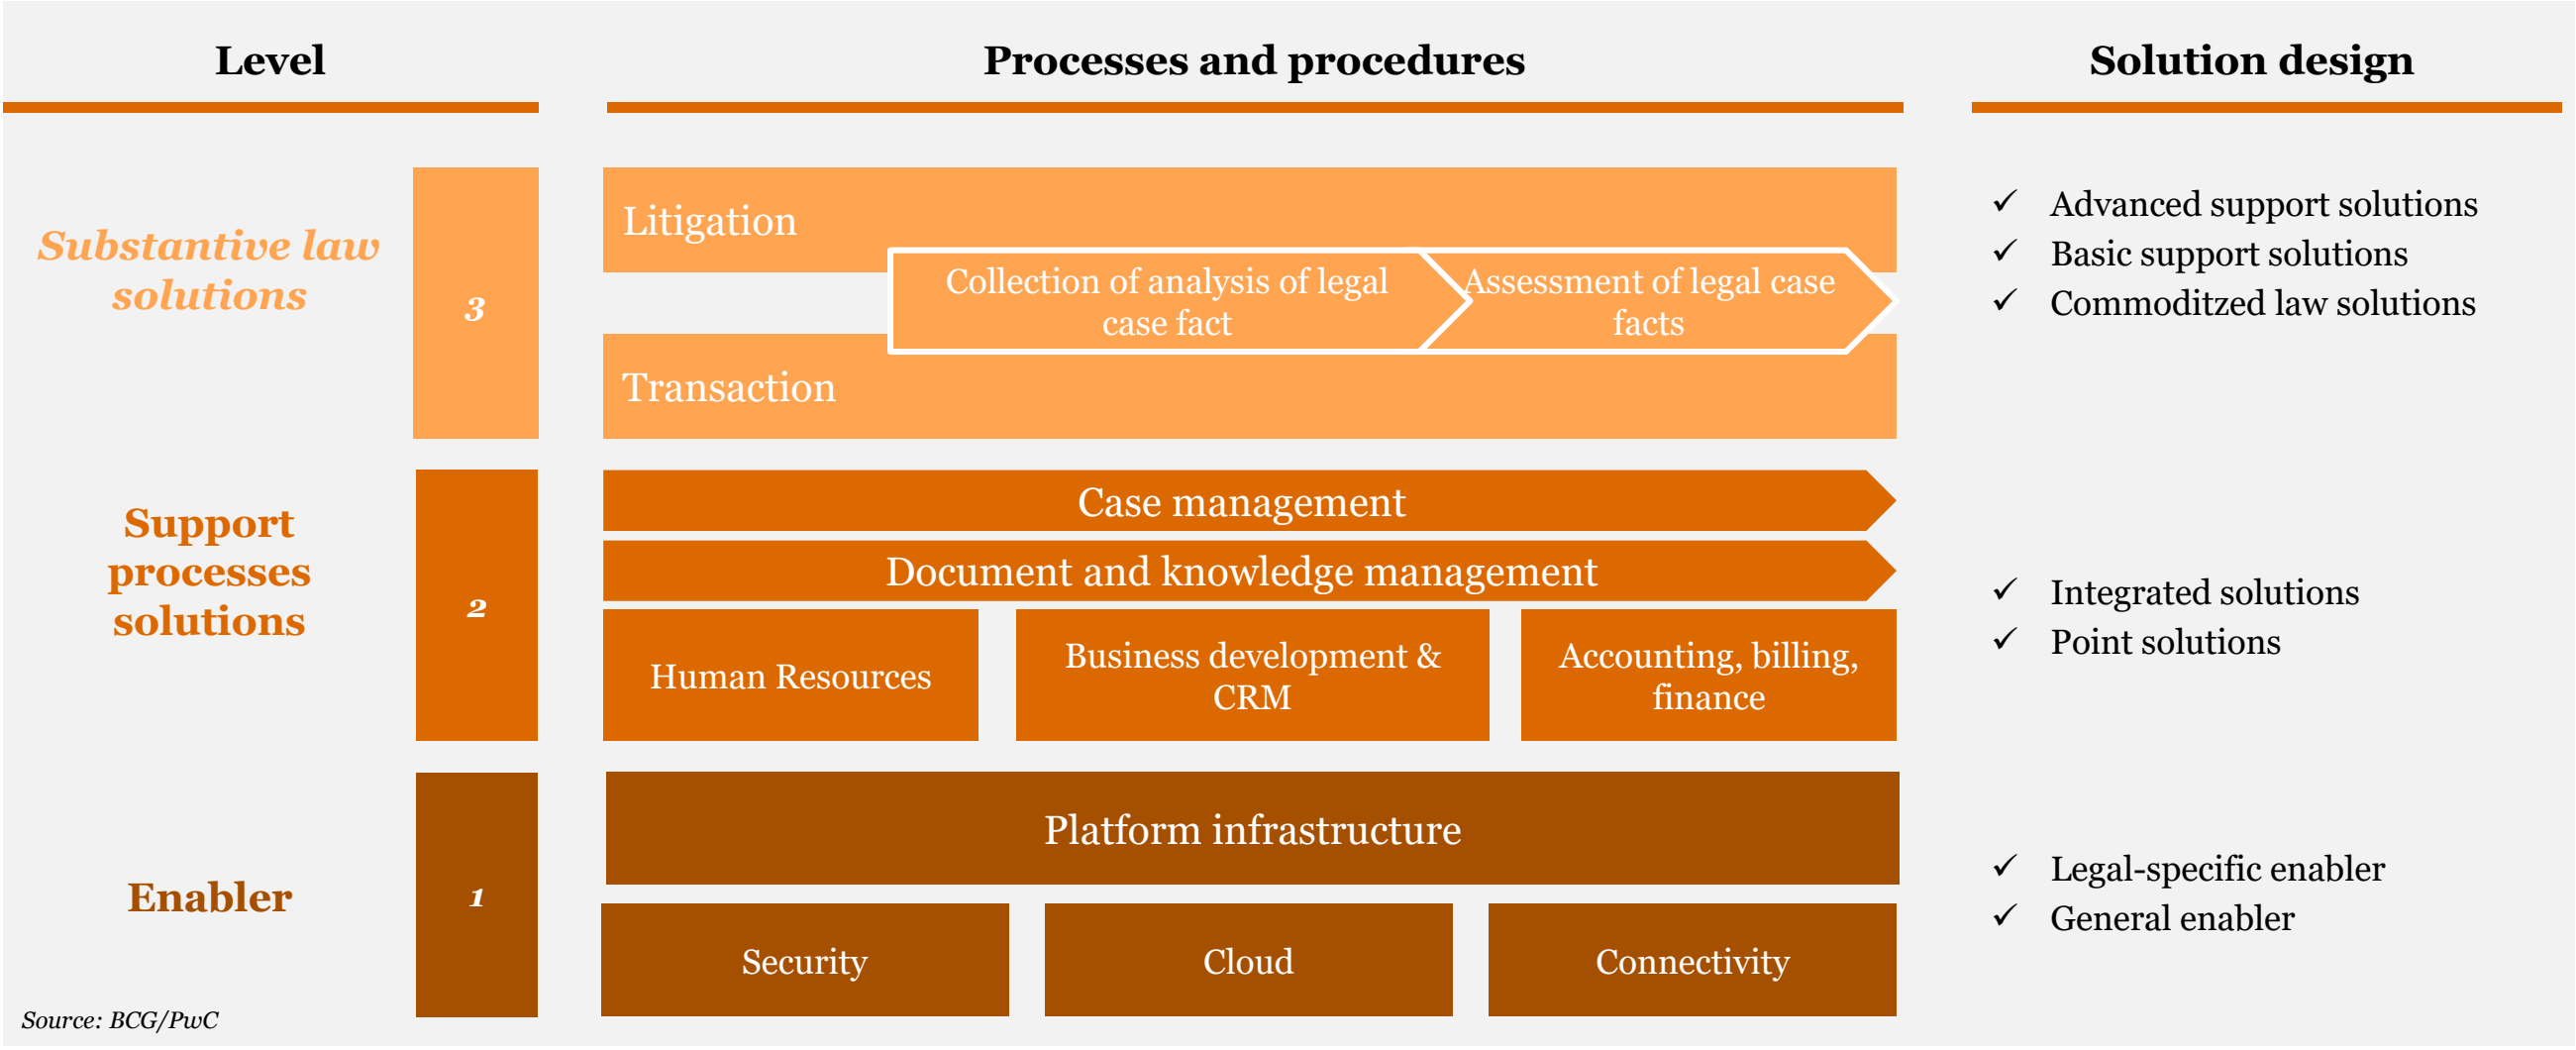 Level
Processes and procedures
Solution design
Substantive law
solutions
3
Litigation
Collection of analysis of legal
case fact
Assessment of legal case
facts
Transaction
✓ Advanced support solutions
✓ Basic support solutions
✓ Commoditzed law solutions
Support
processes
solutions
2
Case management
Document and knowledge management
Human Resources
Business development &
CRM
Accounting, billing,
finance
✓ Integrated solutions
✓ Point solutions
Enabler
1
Platform infrastructure
Security
Cloud
Connectivity
✓ Legal-specific enabler
✓ General enabler
Source: BCG/PwC